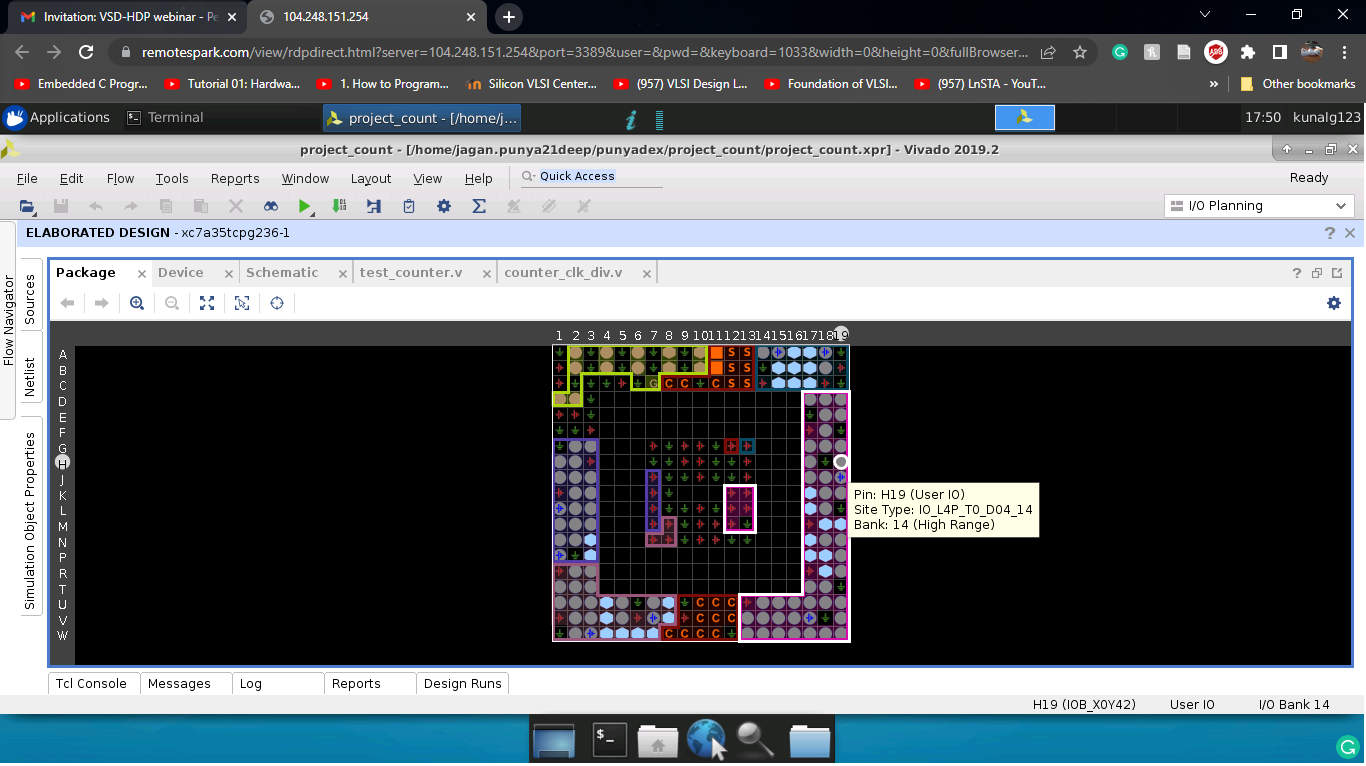 Invitation: VSD-HDP webinar - Pe
104.248.151.254
remotespark.com/view/rdpdirect.html?server=104.248.151.254&port=3389&user=&pwd=&keyboard=1033&width=0&height=0&fullBrowser...
Embedded C Progr...
Tutorial 01: Hardwa...
1. How to Program...
in Silicon VLSI Center...
(957) VLSI Design L...
Foundation of VLSI...
(957) LnSTA - YouT...
»
Other bookmarks
Applications
Terminal
project_count - [/home/j...
17:50
kunalg123
project_count - [/home/jagan.punya21deep/punyadex/project_count/project_count.xpr] - Vivado 2019.2
File Edit Flow Tools Reports Window Layout View Help
Quick Access
Ready
I/O Planning
ELABORATED DESIGN - xc7a35tcpg236-1
Flow Navigator
Sources
Netlist
Simulation Object Properties
Package
Device
Schematic
test_counter.v
counter_clk_div.v
1 2 3 4 5 6 7 8 9 10 11 12 13 14 15 16 17 18 19
A
B
C
D
E
F
G
H
J
K
L
M
N
P
R
T
U
V
W
S S
S S
G C C C S S
C C C
C C C
C C C C
Pin: H19 (User IO)
Site Type: IO_L4P_T0_D04_14
Bank: 14 (High Range)
Tcl Console
Messages
Log
Reports
Design Runs
H19 (IOB_X0Y42)
User IO
I/O Bank 14